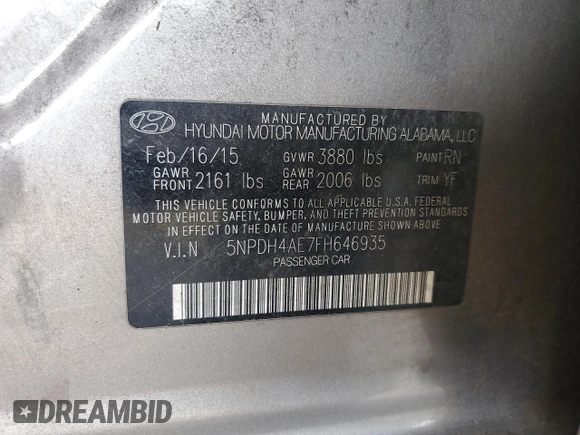 MANUFACTURED BY
HYUNDAI MOTOR MANUFACTURING ALABAMA, LLC
Feb/16/15 GVWR 3880 lbs PAINT RN
GAWR FRONT 2161 lbs GAWR REAR 2006 lbs TRIM YF
THIS VEHICLE CONFORMS TO ALL APPLICABLE U.S.A. FEDERAL
MOTOR VEHICLE SAFETY, BUMPER, AND THEFT PREVENTION STANDARDS
IN EFFECT ON THE DATE OF MANUFACTURE SHOWN ABOVE
V.I.N 5NPDH4AE7FH646935
PASSENGER CAR
DREAMBID